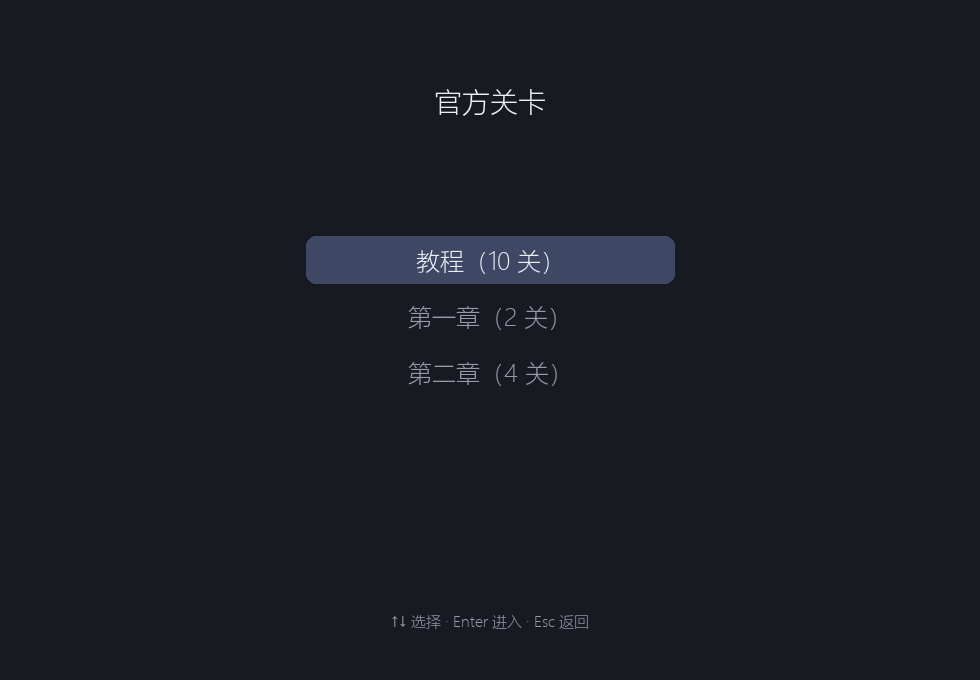 官方关卡
教程（10 关）
第一章（2 关）
第二章（4 关）
↑↓ 选择 · Enter 进入 · Esc 返回